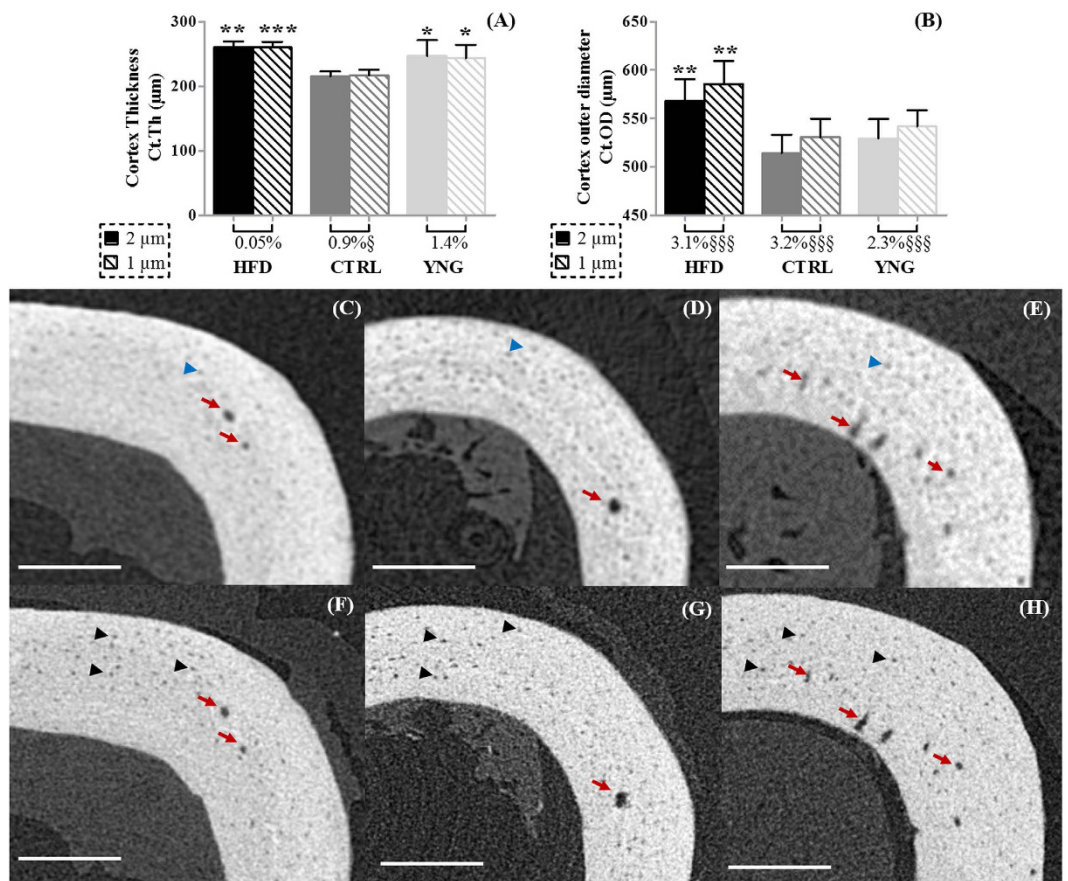 (A)
Cortex Thickness
Ct.Th (µm)
300
200
100
0
** *** * *
2 µm
1 µm
0.05% 0.9%§ 1.4%
HFD CTRL YNG
(B)
Cortex outer diameter
Ct.OD (µm)
650
600
550
500
450
** **
2 µm
1 µm
3.1%§§§ 3.2%§§§ 2.3%§§§
HFD CTRL YNG
(C) (D) (E)
(F) (G) (H)